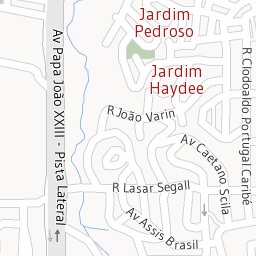 Jardim
Pedroso
Jardim
Haydee
R João Varin
Av Papa João XXIII - Pista Lateral
R Clodoaldo Portugal Caribé
Av Caetano Scila
R Lasar Segall
Av Assis Brasil